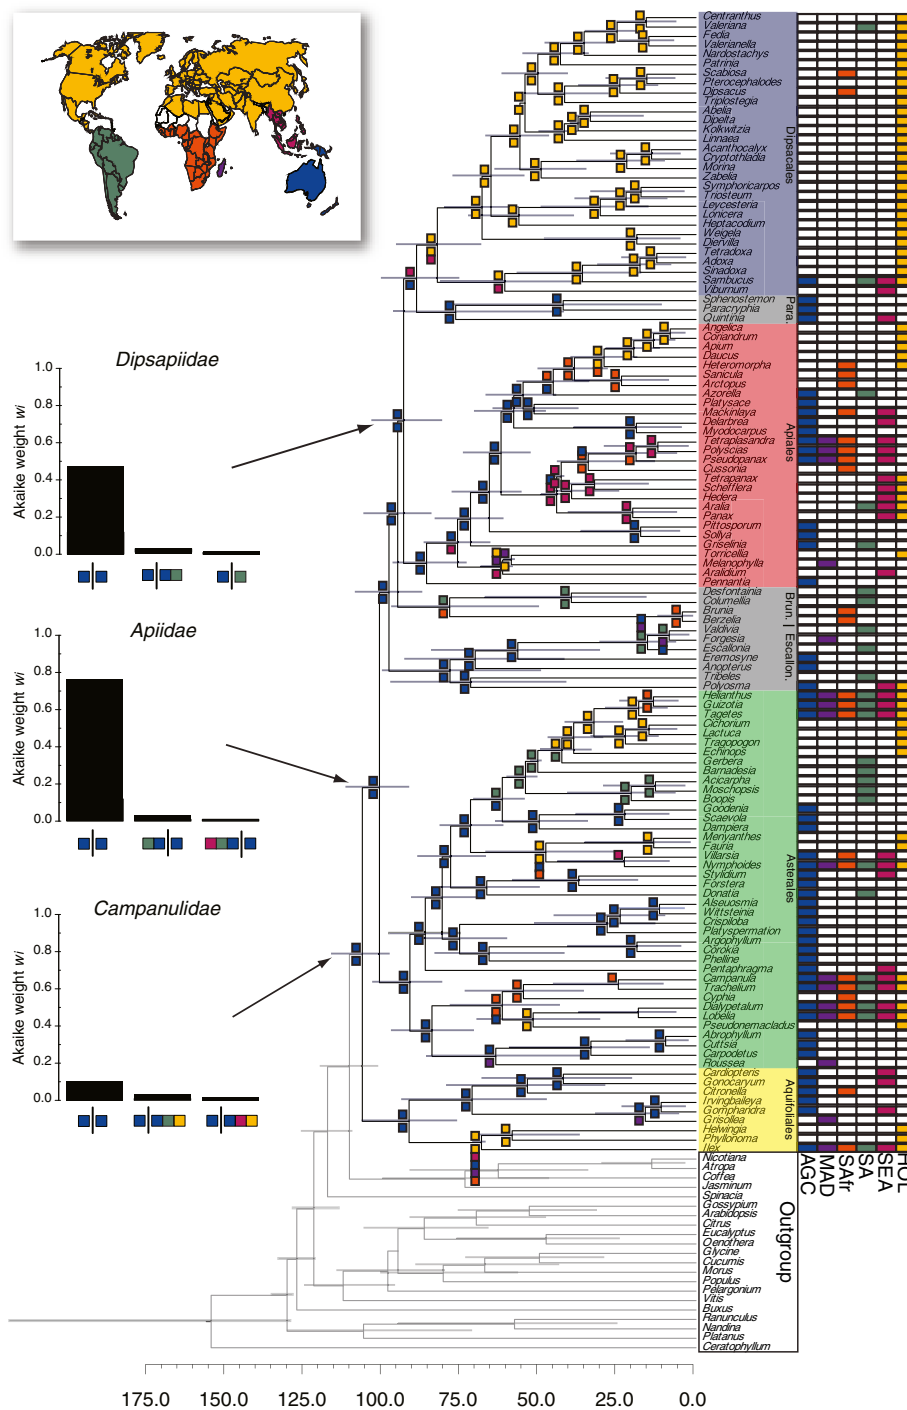 Centranthus
Valeriana
Fedia
Valerianella
Nardostachys
Patrinia
Scabiosa
Pterocephalodes
Dipsacus
Triplostegia
Abelia
Dipelta
Kolkwitzia
Linnaea
Acanthocalyx
Cryptothladia
Morina
Zabelia
Symphoricarpos
Triosteum
Leycesteria
Lonicera
Heptacodium
Weigela
Diervilla
Tetradoxa
Adoxa
Sinadoxa
Sambucus
Viburnum
Dipsacales
Sphenostemon
Paracryphia
Quintinia
Para.
Angelica
Coriandrum
Apium
Daucus
Heteromorpha
Sanicula
Arctopus
Azorella
Platysace
Mackinlaya
Delarbrea
Myodocarpus
Tetraplasandra
Polyscias
Pseudopanax
Cussonia
Tetrapanax
Schefflera
Hedera
Aralia
Panax
Pittosporum
Sollya
Griselinia
Torricellia
Melanophylla
Aralidium
Pennantia
Apiales
Desfontainia
Columellia
Brunia
Berzelia
Valdivia
Forgesia
Escallonia
Eremosyne
Anopterus
Tribeles
Polyosma
Brun. | Escallon.
Helianthus
Guizotia
Tagetes
Cichorium
Lactuca
Tragopogon
Echinops
Gerbera
Barnadesia
Acicarpha
Moschopsis
Boopis
Goodenia
Scaevola
Dampiera
Menyanthes
Fauria
Villarsia
Nymphoides
Stylidium
Forstera
Donatia
Alseuosmia
Wittsteinia
Crispiloba
Platyspermation
Argophyllum
Corokia
Phelline
Pentaphragma
Campanula
Trachelium
Cyphia
Dialypetalum
Lobelia
Pseudonemacladus
Abrophyllum
Cuttsia
Carpodetus
Roussea
Asterales
Cardiopteris
Gonocaryum
Citronella
Irvingbaileya
Gomphandra
Grisollea
Helwingia
Phyllonoma
Ilex
Aquifoliales
Nicotiana
Atropa
Coffea
Jasminum
Spinacia
Gossypium
Arabidopsis
Citrus
Eucalyptus
Oenothera
Glycine
Cucumis
Morus
Populus
Pelargonium
Vitis
Buxus
Ranunculus
Nandina
Platanus
Ceratophyllum
Outgroup
AGC
MAD
SAfr
SA
SEA
HOL
Dipsapiidae
Akaike weight wi
1.0
0.8
0.6
0.4
0.2
0.0
Apiidae
Akaike weight wi
1.0
0.8
0.6
0.4
0.2
0.0
Campanulidae
Akaike weight wi
1.0
0.8
0.6
0.4
0.2
0.0
175.0 150.0 125.0 100.0 75.0 50.0 25.0 0.0